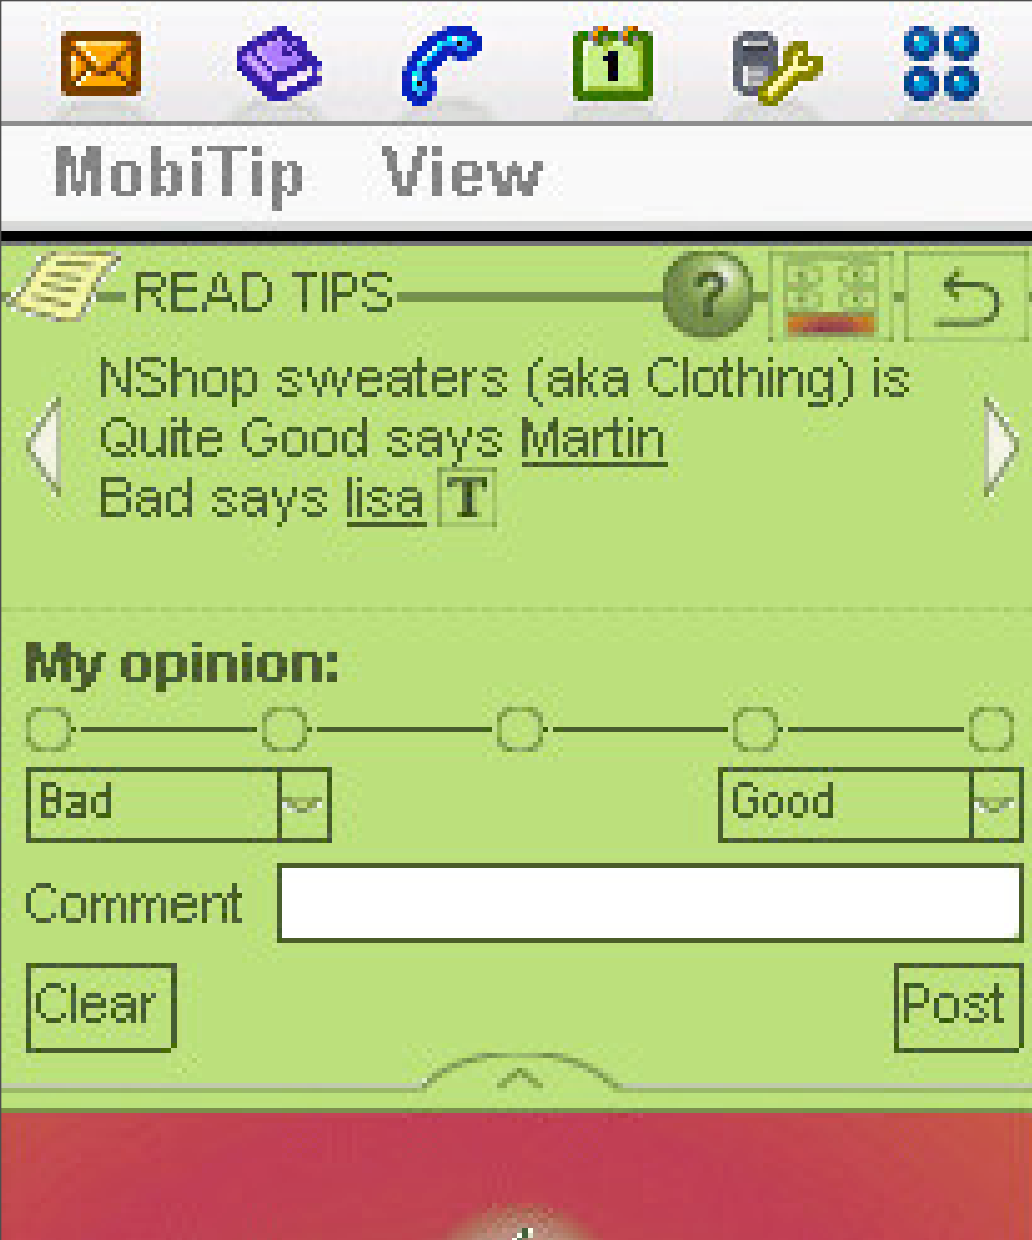 1
MobiTip View
READ TIPS ?
NShop sweaters (aka Clothing) is
Quite Good says Martin
Bad says lisa T
My opinion:
Bad Good
Comment
Clear Post